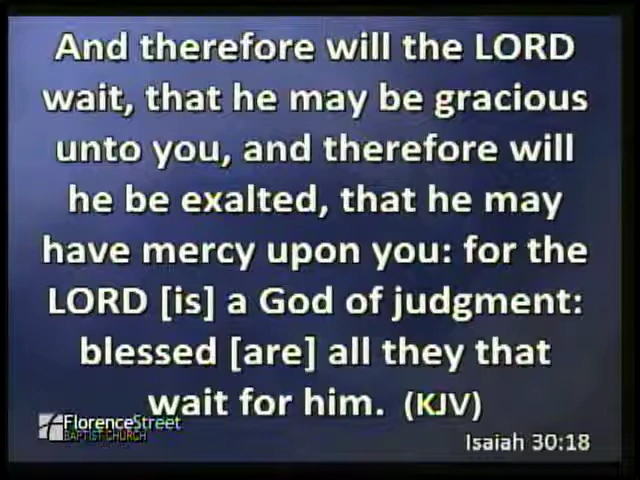 And therefore will the LORD
wait, that he may be gracious
unto you, and therefore will
he be exalted, that he may
have mercy upon you: for the
LORD [is] a God of judgment:
blessed [are] all they that
wait for him. (KJV)
FlorenceStreet
BAPTIST CHURCH
Isaiah 30:18